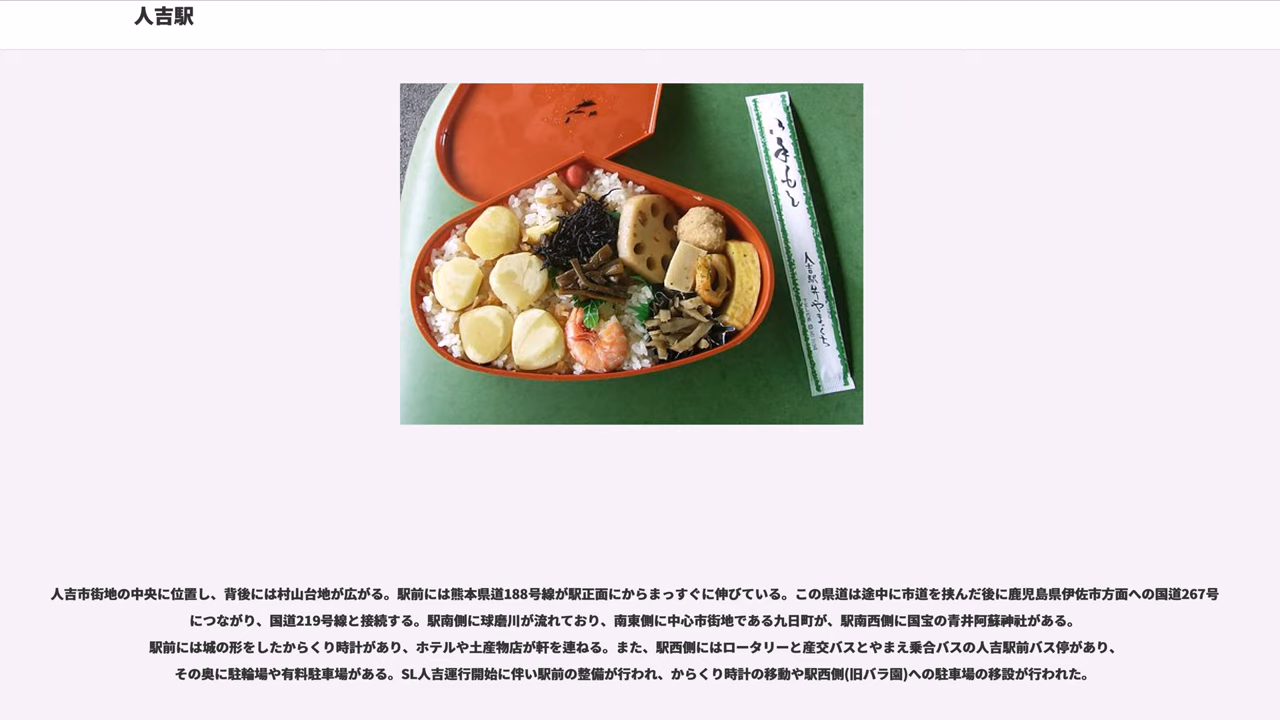 人吉駅
おてもと
人吉駅弁やまぐち
人吉市街地の中央に位置し、背後には村山台地が広がる。駅前には熊本県道188号線が駅正面にからまっすぐに伸びている。この県道は途中に市道を挟んだ後に鹿児島県伊佐市方面への国道267号
につながり、国道219号線と接続する。駅南側に球磨川が流れており、南東側に中心市街地である九日町が、駅南西側に国宝の青井阿蘇神社がある。
駅前には城の形をしたからくり時計があり、ホテルや土産物店が軒を連ねる。また、駅西側にはロータリーと産交バスとやまえ乗合バスの人吉駅前バス停があり、
その奥に駐輪場や有料駐車場がある。SL人吉運行開始に伴い駅前の整備が行われ、からくり時計の移動や駅西側(旧バラ園)への駐車場の移設が行われた。